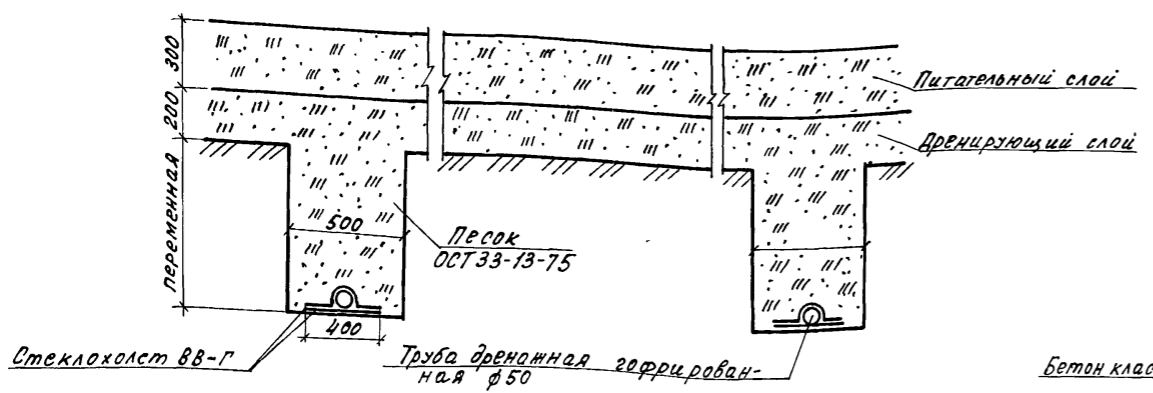 300
200
переменная
500
400
Питательный слой
Дренирующий слой
Песок
ОСТ 33-13-75
Стеклохолст ВВ-Г
Труба дренажная гофрирован-
ная ϕ50
Бетон клас